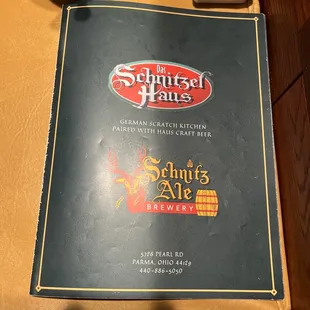 Das
Schnitzel
Haus
GERMAN SCRATCH KITCHEN
PAIRED WITH HAUS CRAFT BEER
Schnitz
Ale
BREWERY
5728 PEARL RD
PARMA, OHIO 44129
440-886-5050